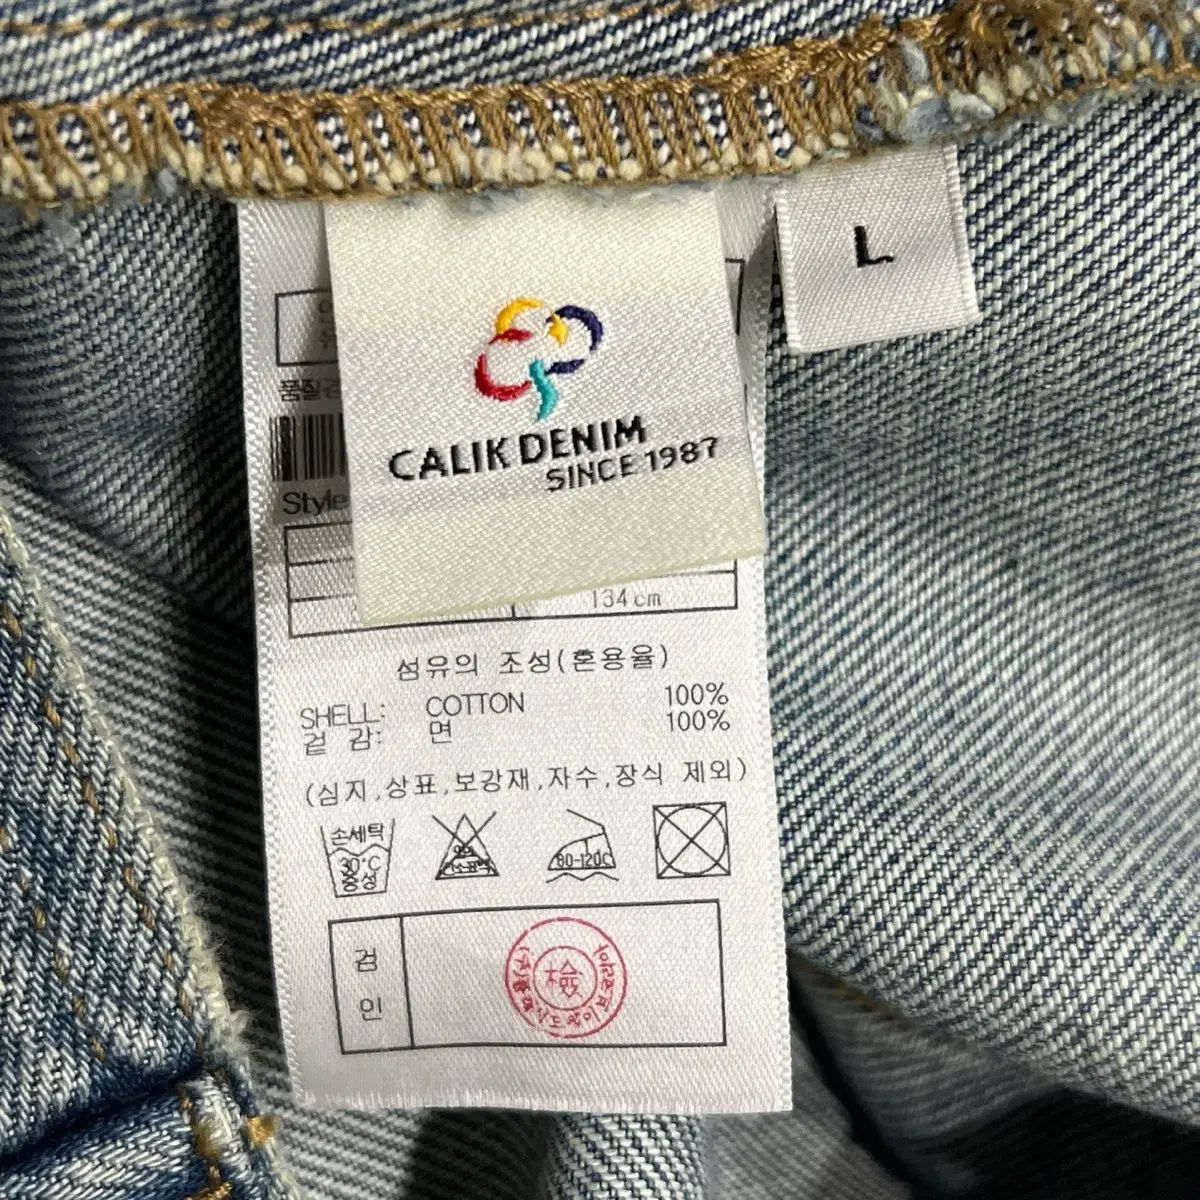 L
CALIK DENIM
SINCE 1987
품질
Style
134 cm
섬유의 조성(혼용율)
SHELL: COTTON 100%
겉 감: 면 100%
(심지,상표,보강재,자수,장식 제외)
손세탁
30°C
중성
80-120C
검
인
檢